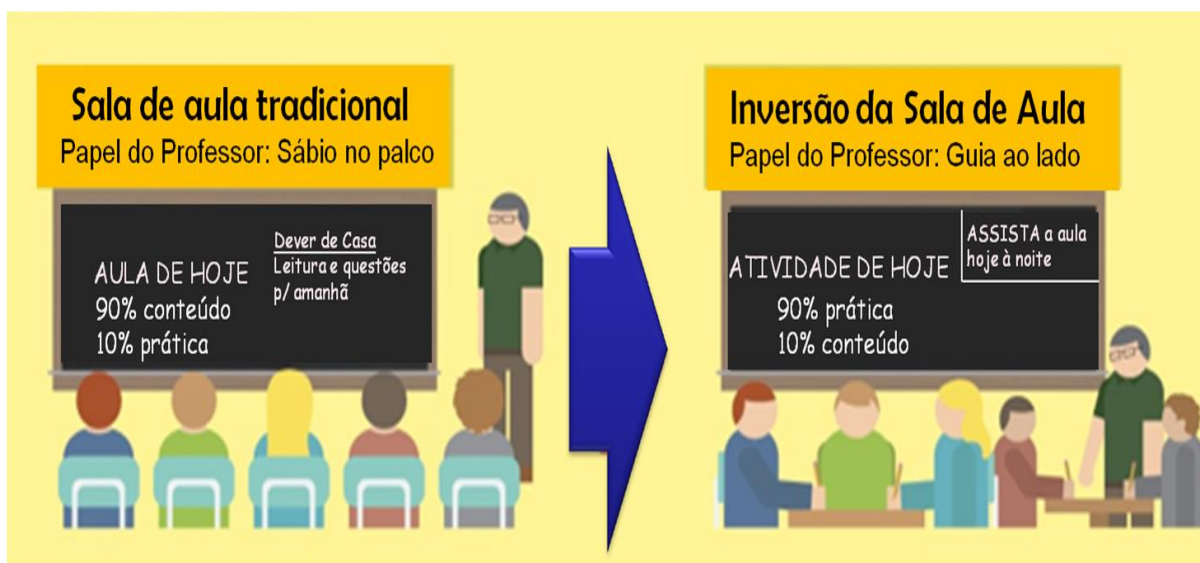 Sala de aula tradicional
Papel do Professor: Sábio no palco
AULA DE HOJE
90% conteúdo
10% prática
Dever de Casa
Leitura e questões
p/ amanhã
Inversão da Sala de Aula
Papel do Professor: Guia ao lado
ATIVIDADE DE HOJE
90% prática
10% conteúdo
ASSISTA a aula
hoje à noite